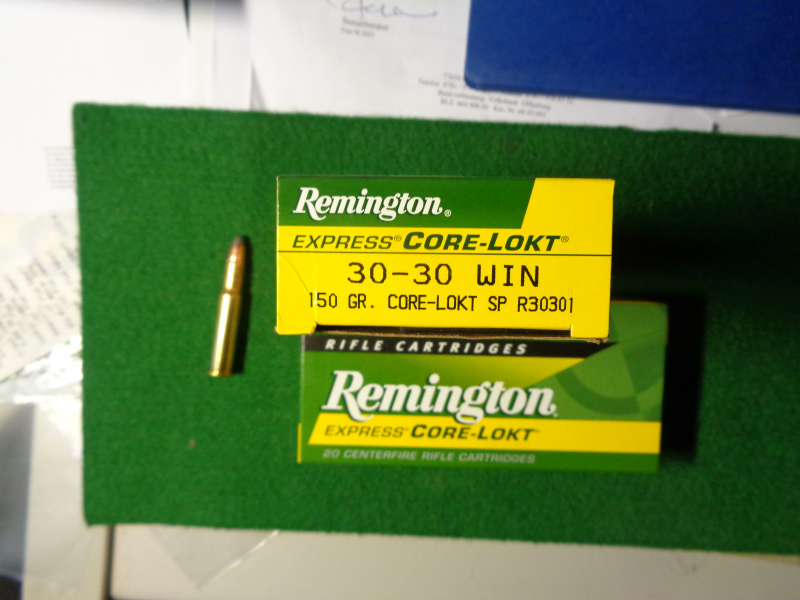 Remington®
EXPRESS® CORE-LOKT®
30-30 WIN
150 GR. CORE-LOKT SP R30301
RIFLE CARTRIDGES
Remington.
EXPRESS® CORE-LOKT™
20 CENTERFIRE RIFLE CARTRIDGES